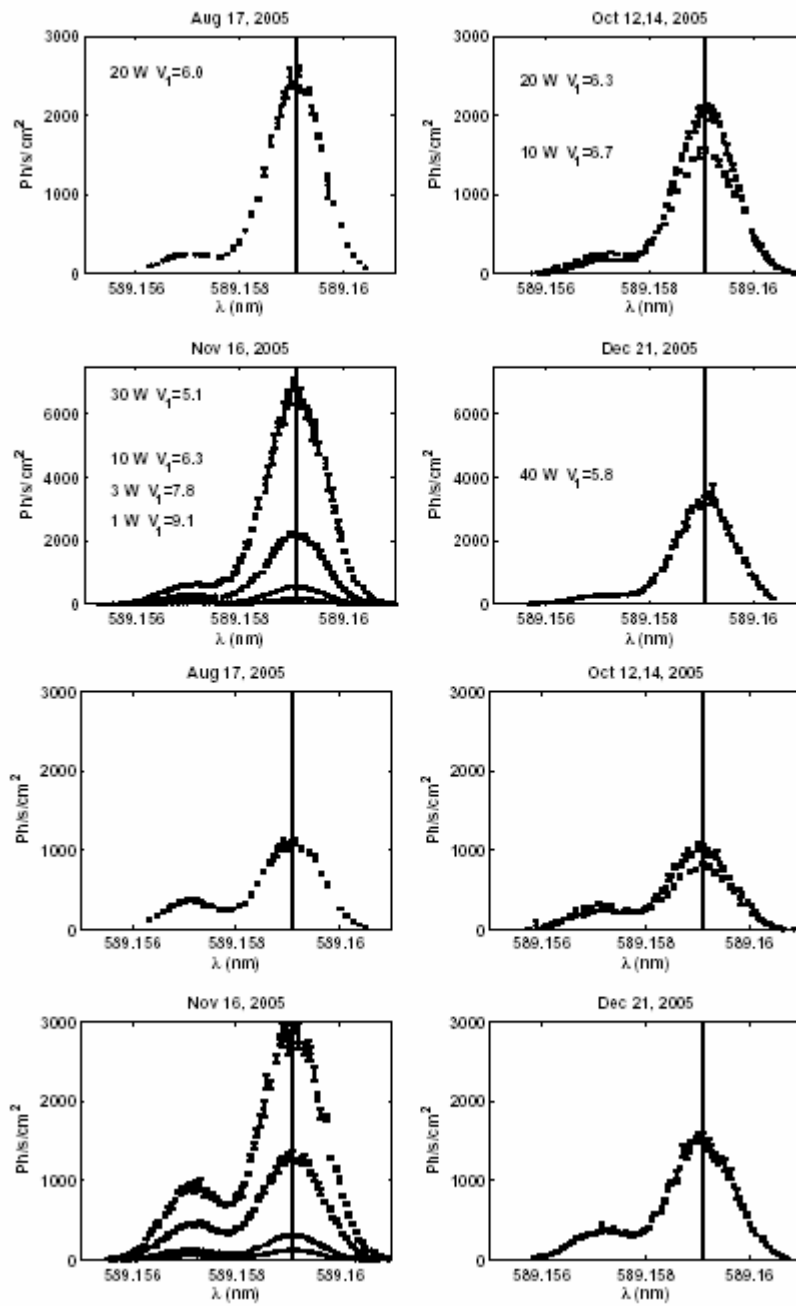 Aug 17, 2005
3000
2000
1000
0
Ph/s/cm²
20 W V₁=6.0
589.156
589.158
589.16
λ (nm)
Oct 12,14, 2005
3000
2000
1000
0
Ph/s/cm²
20 W V₁=6.3
10 W V₁=6.7
589.156
589.158
589.16
λ (nm)
Nov 16, 2005
6000
4000
2000
0
Ph/s/cm²
30 W V₁=5.1
10 W V₁=6.3
3 W V₁=7.8
1 W V₁=9.1
589.156
589.158
589.16
λ (nm)
Dec 21, 2005
6000
4000
2000
0
Ph/s/cm²
40 W V₁=5.8
589.156
589.158
589.16
λ (nm)
Aug 17, 2005
3000
2000
1000
0
Ph/s/cm²
589.156
589.158
589.16
λ (nm)
Oct 12,14, 2005
3000
2000
1000
0
Ph/s/cm²
589.156
589.158
589.16
λ (nm)
Nov 16, 2005
3000
2000
1000
0
Ph/s/cm²
589.156
589.158
589.16
λ (nm)
Dec 21, 2005
3000
2000
1000
0
Ph/s/cm²
589.156
589.158
589.16
λ (nm)